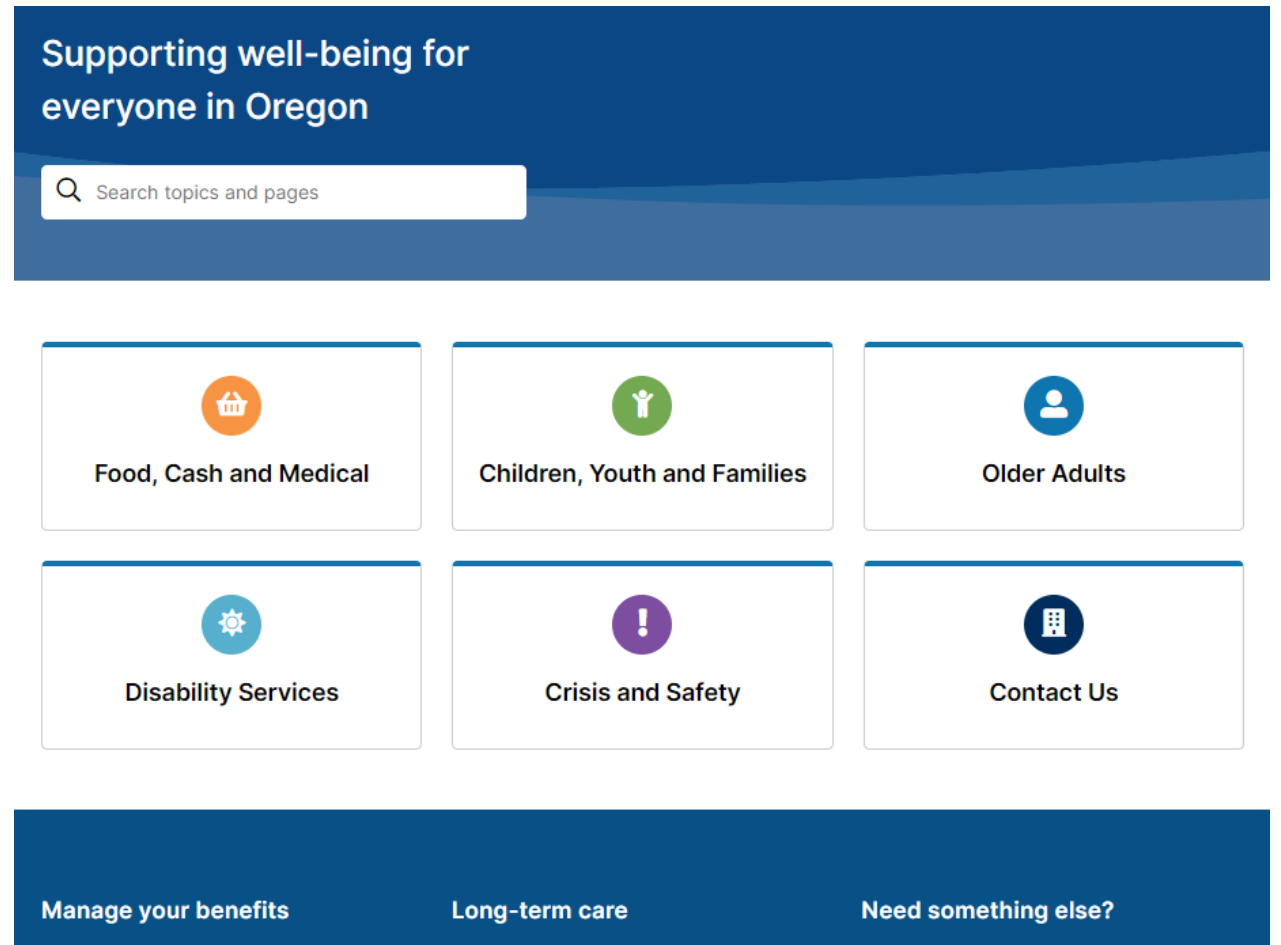 Supporting well-being for
everyone in Oregon
Search topics and pages
Food, Cash and Medical
Children, Youth and Families
Older Adults
Disability Services
Crisis and Safety
Contact Us
Manage your benefits
Long-term care
Need something else?